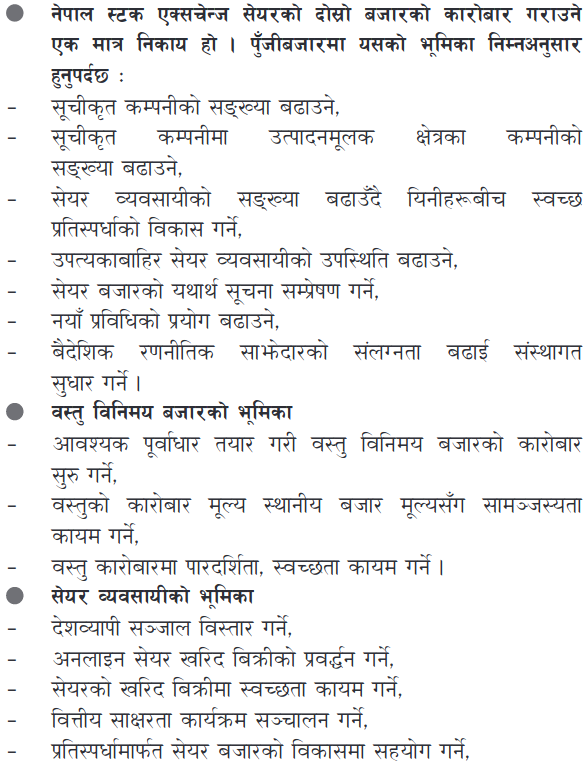 ● नेपाल स्टक एक्सचेन्ज सेयरको दोस्रो बजारको कारोबार गराउने
एक मात्र निकाय हो । पुँजीबजारमा यसको भूमिका निम्नअनुसार
हुनुपर्दछ :
– सूचीकृत कम्पनीको सङ्ख्या बढाउने,
– सूचीकृत कम्पनीमा उत्पादनमूलक क्षेत्रका कम्पनीको
सङ्ख्या बढाउने,
– सेयर व्यवसायीको सङ्ख्या बढाउँदै यिनीहरूबीच स्वच्छ
प्रतिस्पर्धाको विकास गर्ने,
– उपत्यकाबाहिर सेयर व्यवसायीको उपस्थिति बढाउने,
– सेयर बजारको यथार्थ सूचना सम्प्रेषण गर्ने,
– नयाँ प्रविधिको प्रयोग बढाउने,
– बैदेशिक रणनीतिक साझेदारको संलग्नता बढाई संस्थागत
सुधार गर्ने ।
● वस्तु विनिमय बजारको भूमिका
– आवश्यक पूर्वाधार तयार गरी वस्तु विनिमय बजारको कारोबार
सुरु गर्ने,
– वस्तुको कारोबार मूल्य स्थानीय बजार मूल्यसँग सामञ्जस्यता
कायम गर्ने,
– वस्तु कारोबारमा पारदर्शिता, स्वच्छता कायम गर्ने ।
● सेयर व्यवसायीको भूमिका
– देशव्यापी सञ्जाल विस्तार गर्ने,
– अनलाइन सेयर खरिद बिक्रीको प्रवर्द्धन गर्ने,
– सेयरको खरिद बिक्रीमा स्वच्छता कायम गर्ने,
– वित्तीय साक्षरता कार्यक्रम सञ्चालन गर्ने,
– प्रतिस्पर्धामार्फत सेयर बजारको विकासमा सहयोग गर्ने,